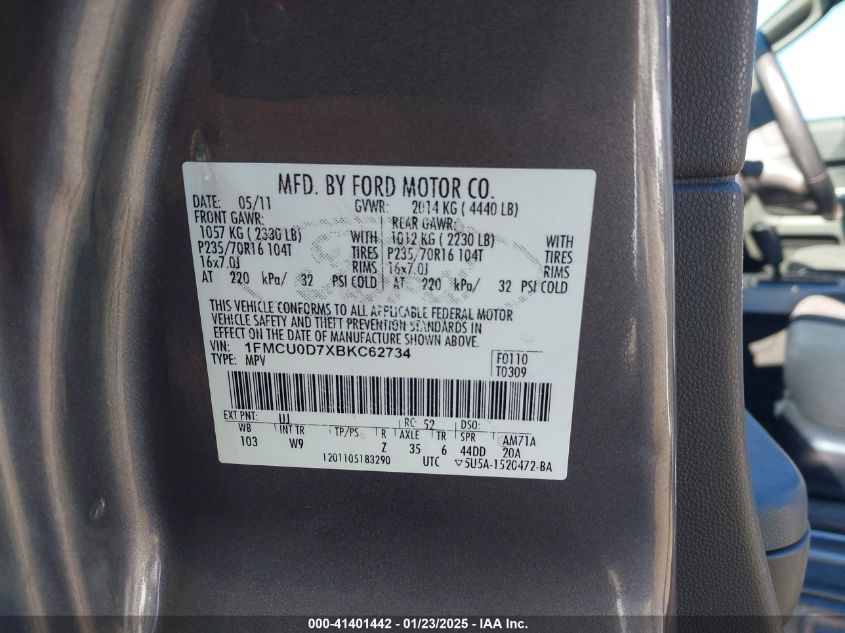 MFD. BY FORD MOTOR CO.
DATE: 05/11 GVWR: 2014 KG ( 4440 LB)
FRONT GAWR: REAR GAWR:
1057 KG ( 2330 LB) WITH 1012 KG ( 2230 LB) WITH
P235/70R16 104T TIRES P235/70R16 104T TIRES
16x7.0J RIMS 16x7.0J RIMS
AT 220 kPa/ 32 PSI COLD AT 220 kPa/ 32 PSI COLD
THIS VEHICLE CONFORMS TO ALL APPLICABLE FEDERAL MOTOR
VEHICLE SAFETY AND THEFT PREVENTION STANDARDS IN
EFFECT ON THE DATE OF MANUFACTURE SHOWN ABOVE.
VIN: 1FMCU0D7XBKC62734 F0110
TYPE: MPV T0309
EXT PNT: UJ RC: 52 DSO:
WB INT TR TP/PS R AXLE TR SPR AM71A
103 W9 Z 35 6 44DD 20A
1201105183290 UTC ▽5U5A-1520472-BA
000-41401442 / 01/23/2025 - IAA Inc.